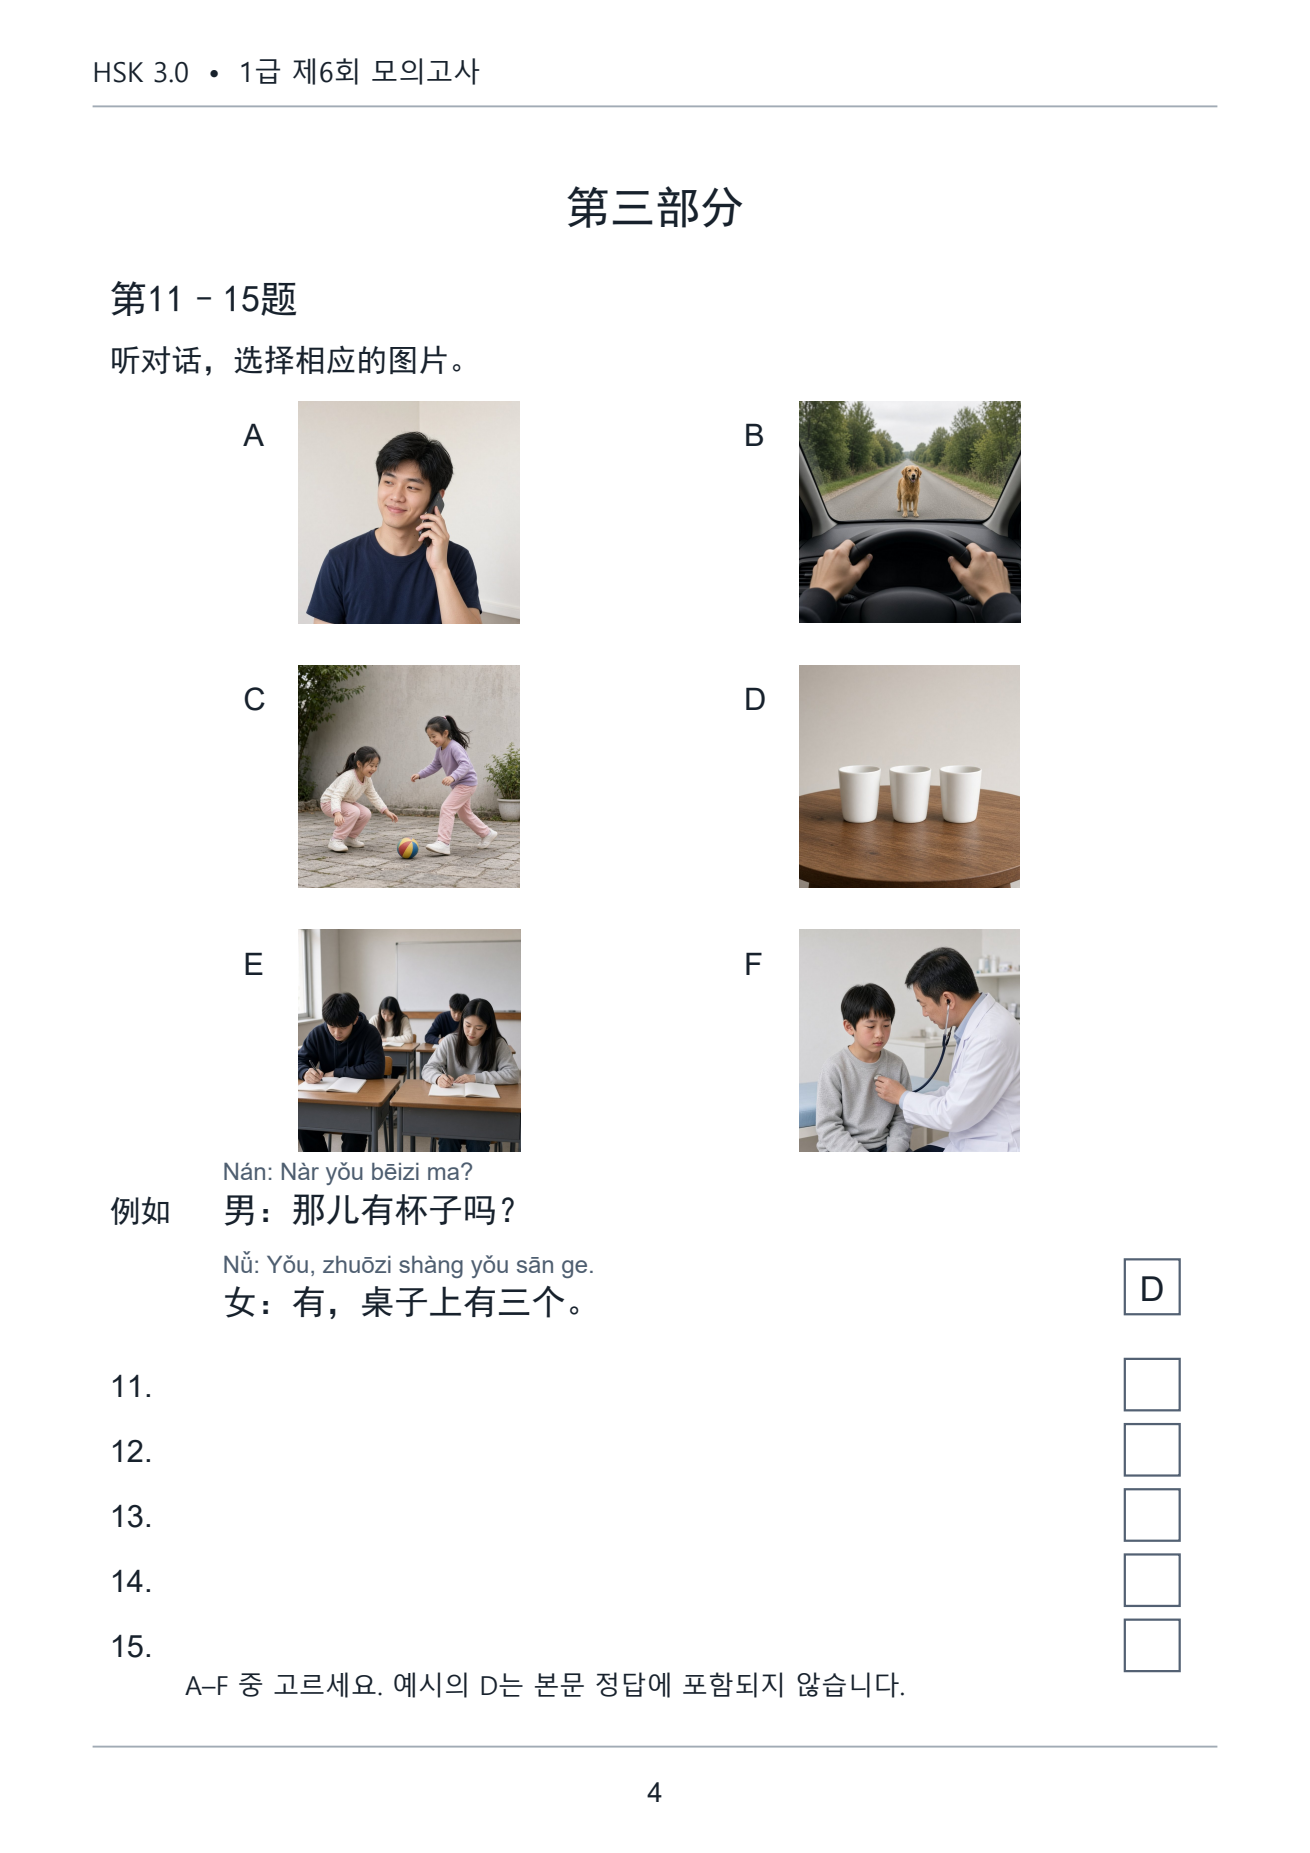 HSK 3.0 • 1급 제6회 모의고사
第三部分
第11–15题
听对话，选择相应的图片。
A
B
C
D
E
F
Nán: Nàr yǒu bēizi ma?
例如 男：那儿有杯子吗？
Nǚ: Yǒu, zhuōzi shàng yǒu sān ge.
女：有，桌子上有三个。
D
11.
12.
13.
14.
15.
A–F 중 고르세요. 예시의 D는 본문 정답에 포함되지 않습니다.
4